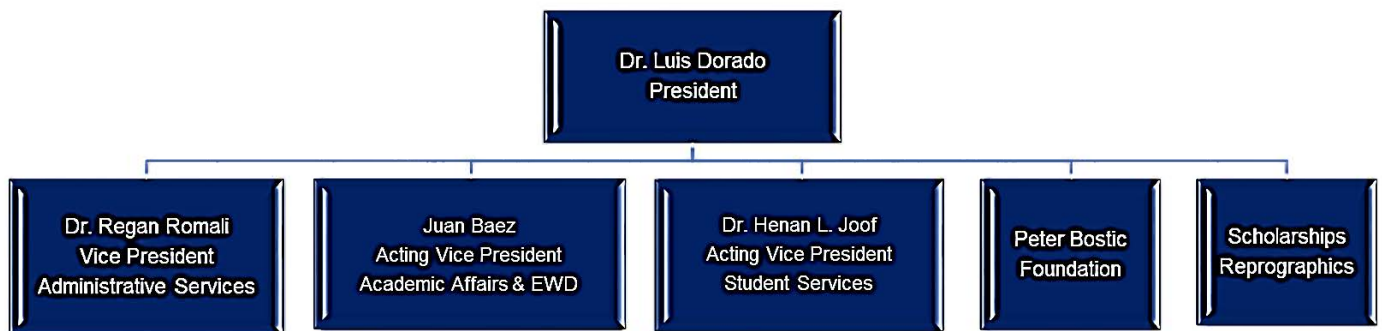 Dr. Luis Dorado
President
Dr. Regan Romali
Vice President
Administrative Services
Juan Baez
Acting Vice President
Academic Affairs & EWD
Dr. Henan L. Joof
Acting Vice President
Student Services
Peter Bostic
Foundation
Scholarships
Reprographics